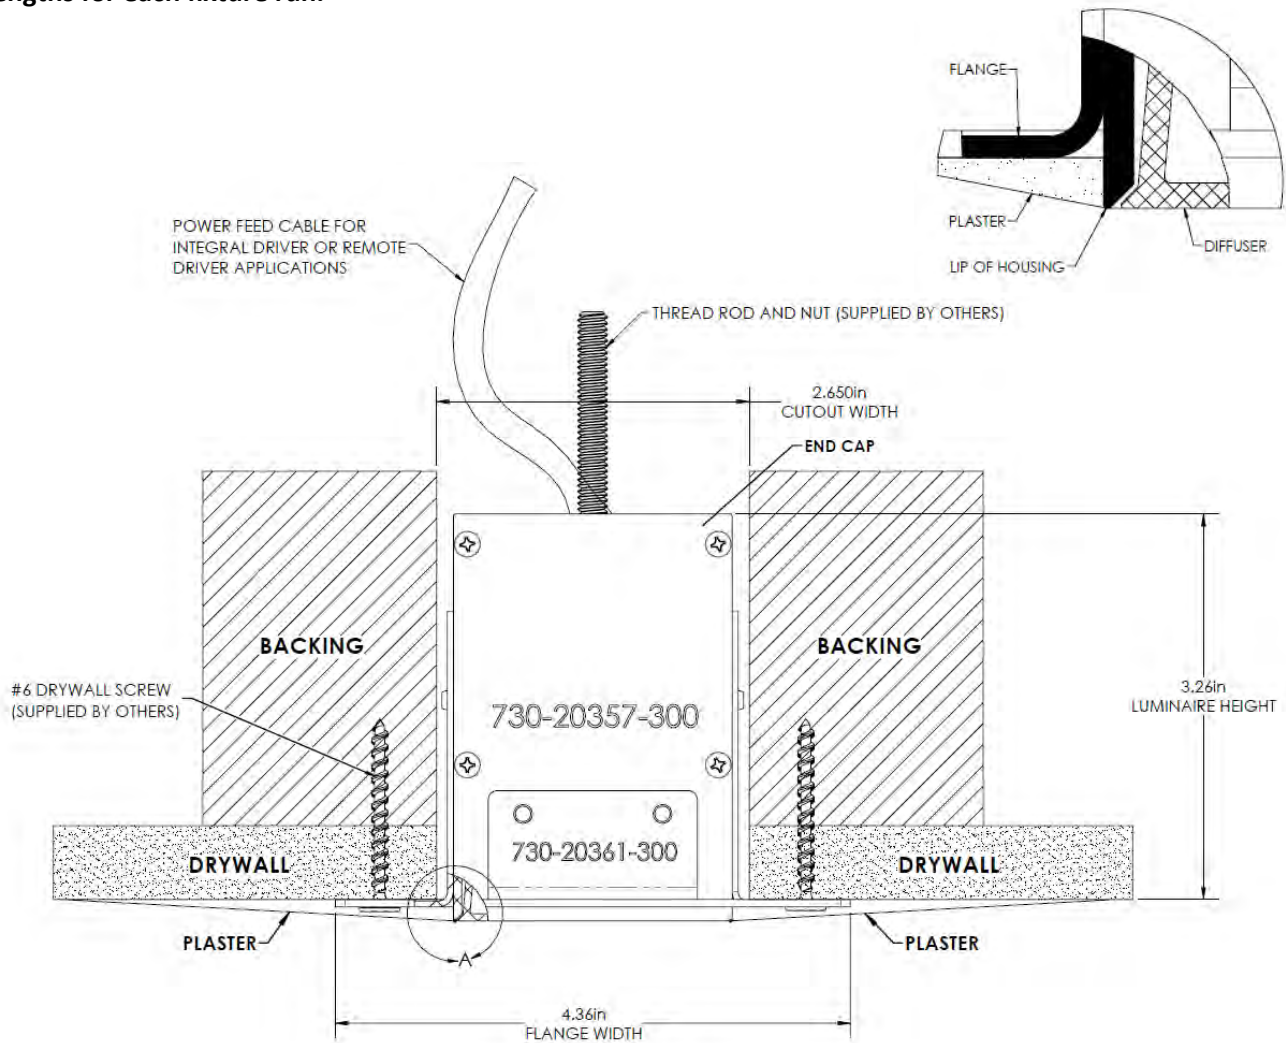 FLANGE
PLASTER
LIP OF HOUSING
DIFFUSER
POWER FEED CABLE FOR
INTEGRAL DRIVER OR REMOTE
DRIVER APPLICATIONS
THREAD ROD AND NUT (SUPPLIED BY OTHERS)
2.650in
CUTOUT WIDTH
END CAP
BACKING
BACKING
#6 DRYWALL SCREW
(SUPPLIED BY OTHERS)
3.26in
LUMINAIRE HEIGHT
730-20357-300
730-20361-300
DRYWALL
DRYWALL
PLASTER
PLASTER
A
4.36in
FLANGE WIDTH